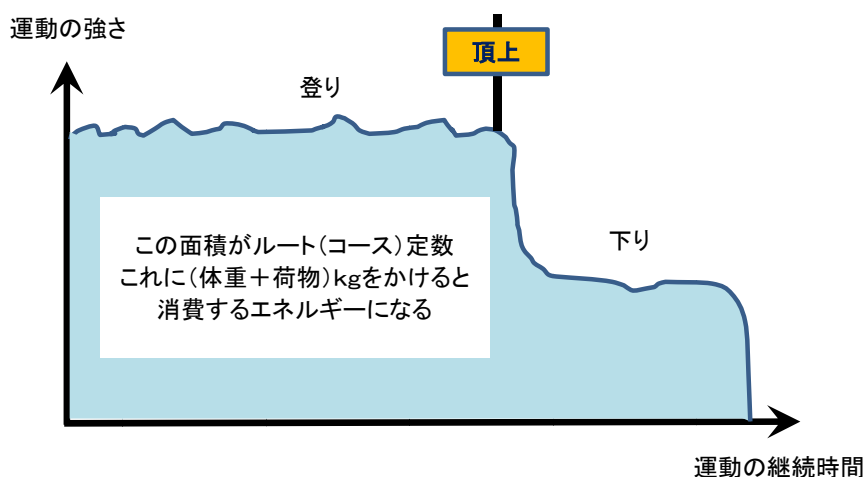 運動の強さ
頂上
登り
この面積がルート(コース)定数
これに(体重+荷物)kgをかけると
消費するエネルギーになる
下り
運動の継続時間